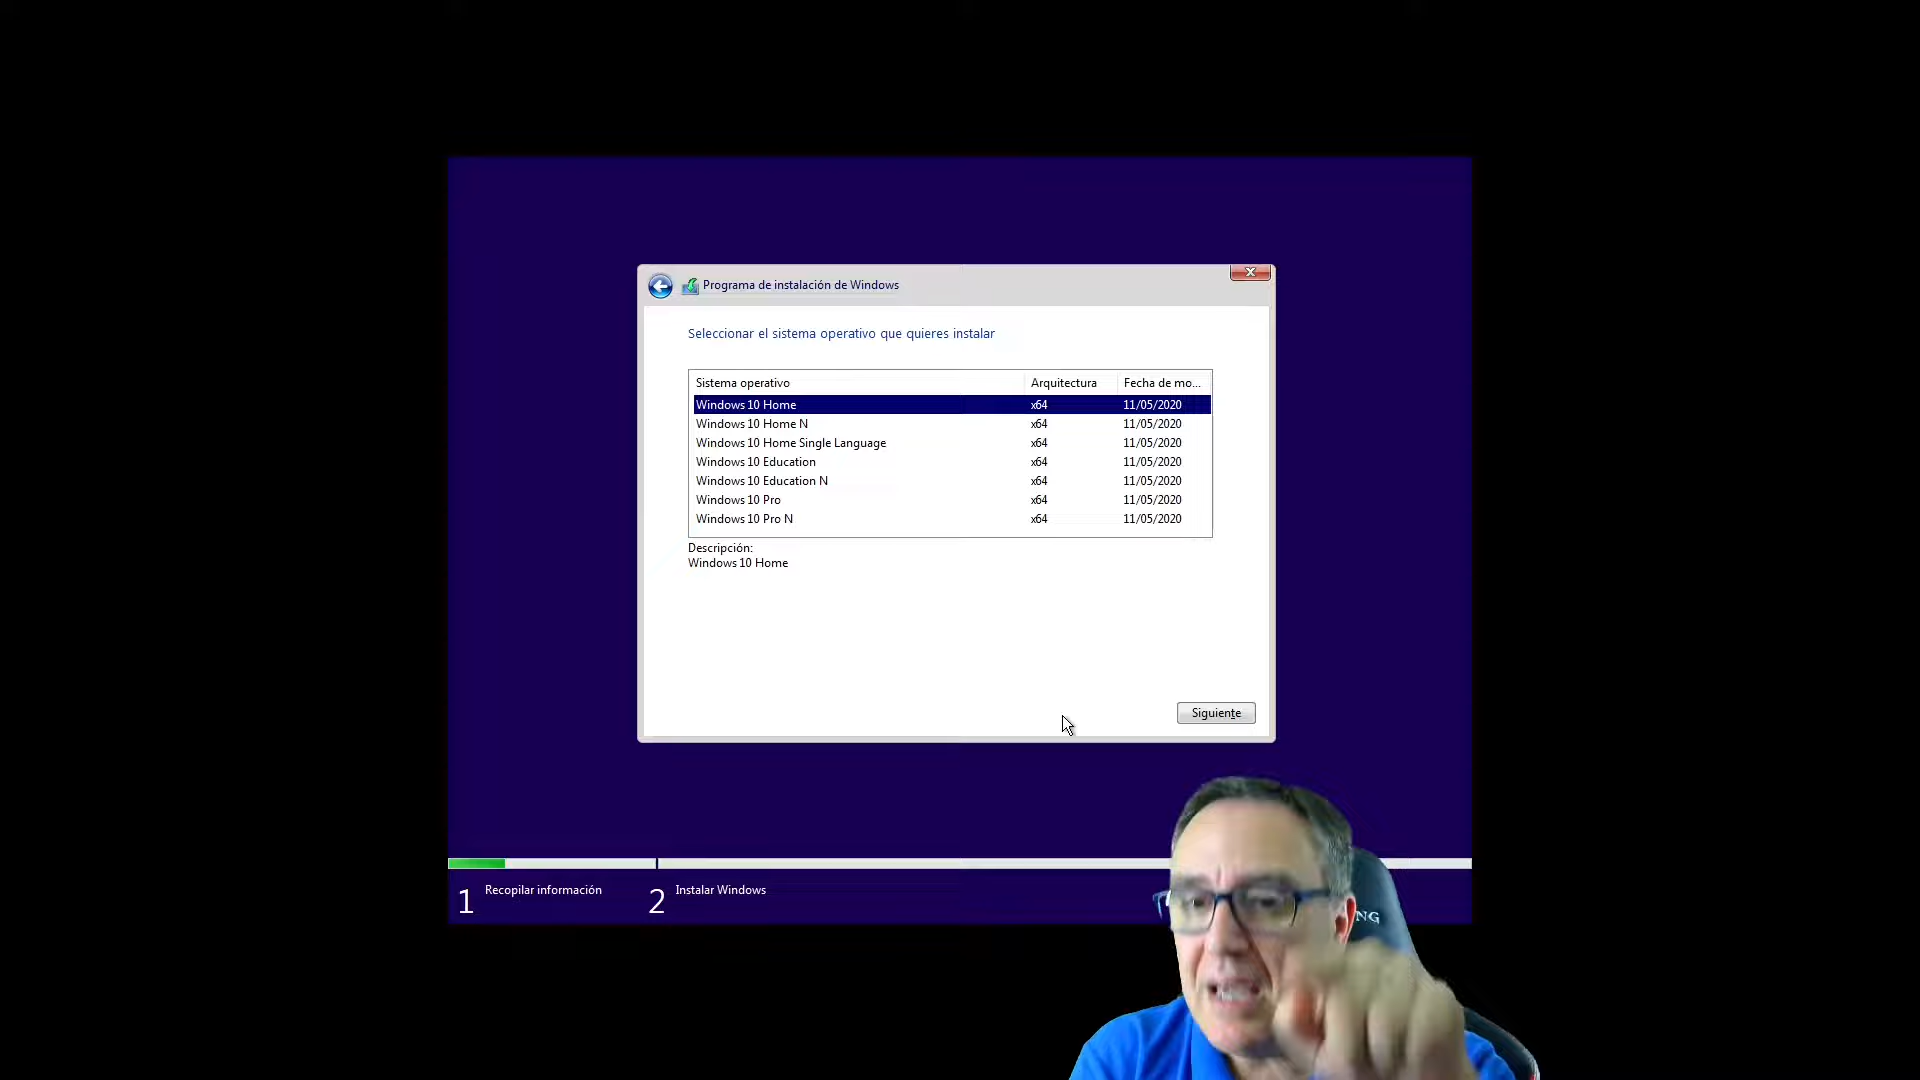 Programa de instalación de Windows
Seleccionar el sistema operativo que quieres instalar
Sistema operativo Arquitectura Fecha de mo...
Windows 10 Home x64 11/05/2020
Windows 10 Home N x64 11/05/2020
Windows 10 Home Single Language x64 11/05/2020
Windows 10 Education x64 11/05/2020
Windows 10 Education N x64 11/05/2020
Windows 10 Pro x64 11/05/2020
Windows 10 Pro N x64 11/05/2020
Descripción:
Windows 10 Home
Siguiente
1 Recopilar información
2 Instalar Windows
NG